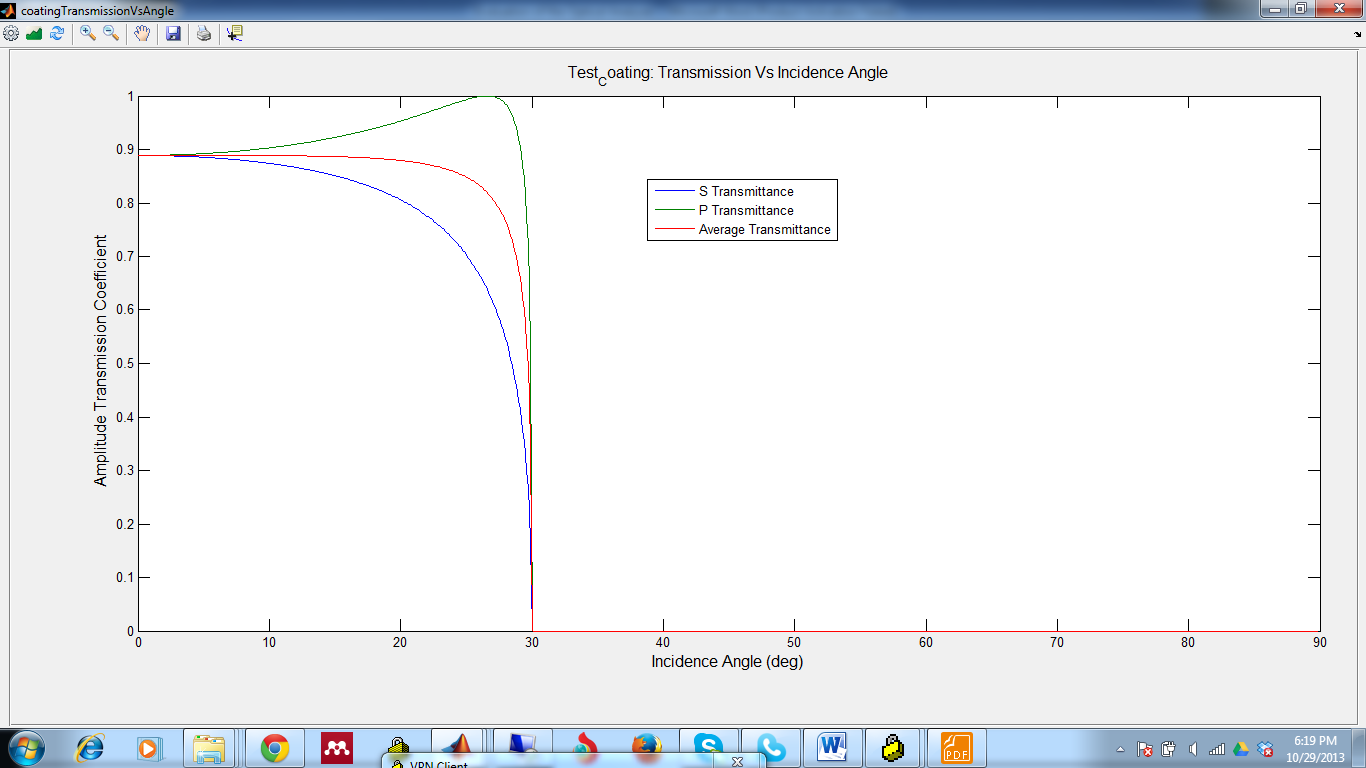 coatingTransmissionVsAngle
Test_Coating: Transmission Vs Incidence Angle
1
0.9
0.8
0.7
0.6
0.5
0.4
0.3
0.2
0.1
0
Amplitude Transmission Coefficient
S Transmittance
P Transmittance
Average Transmittance
0 10 20 30 40 50 60 70 80 90
Incidence Angle (deg)
VPN Client
PDF
6:19 PM
10/29/2013